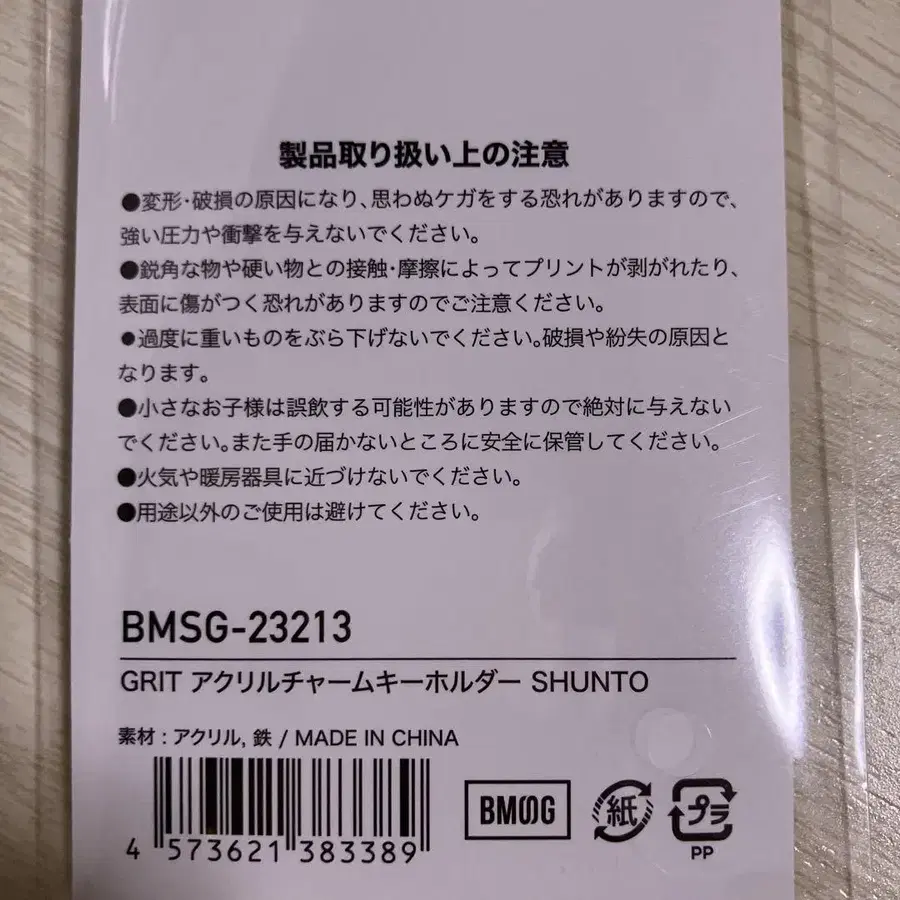 製品取り扱い上の注意
●変形・破損の原因になり、思わぬケガをする恐れがありますので、
強い圧力や衝撃を与えないでください。
●鋭角な物や硬い物との接触・摩擦によってプリントが剥がれたり、
表面に傷がつく恐れがありますのでご注意ください。
●過度に重いものをぶら下げないでください。破損や紛失の原因と
なります。
●小さなお子様は誤飲する可能性がありますので絶対に与えない
でください。また手の届かないところに安全に保管してください。
●火気や暖房器具に近づけないでください。
●用途以外のご使用は避けてください。
BMSG-23213
GRIT アクリルチャームキーホルダー SHUNTO
素材 : アクリル, 鉄 / MADE IN CHINA
4 573621 383389
BMSG
紙
プラ
PP